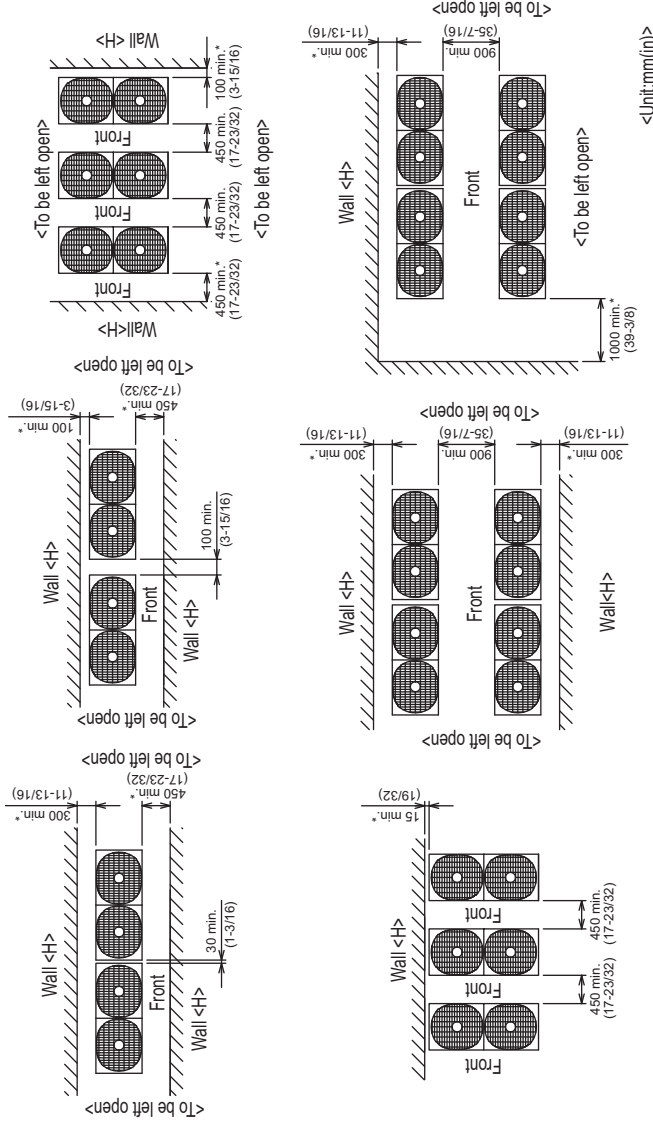 Wall <H>
300 min.*
(11-13/16)
450 min.*
(17-23/32)
<To be left open>
<To be left open>
Front
30 min.
(1-3/16)
Wall <H>
Wall <H>
100 min.*
(3-15/16)
450 min.*
(17-23/32)
<To be left open>
<To be left open>
Front
100 min.
(3-15/16)
Wall <H>
<To be left open>
Wall<H>
Wall <H>
Front
Front
Front
450 min.*
(17-23/32)
450 min.
(17-23/32)
450 min.
(17-23/32)
100 min.*
(3-15/16)
<To be left open>
Wall <H>
15 min.*
(19/32)
Front
Front
Front
450 min.
(17-23/32)
450 min.
(17-23/32)
Wall <H>
300 min.*
(11-13/16)
900 min.
(35-7/16)
300 min.*
(11-13/16)
<To be left open>
<To be left open>
Front
Wall<H>
Wall <H>
300 min.*
(11-13/16)
900 min.
(35-7/16)
<To be left open>
Front
<To be left open>
1000 min.*
(39-3/8)
<Unit:mm(in)>